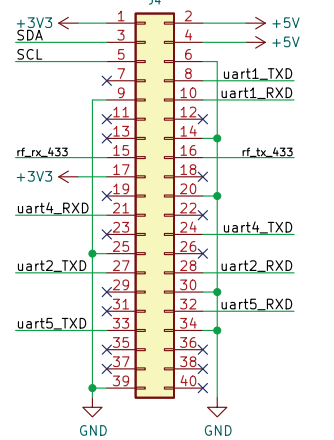 J4
+3V3 1 2 +5V
SDA 3 4 +5V
SCL 5 6
7 8 uart1_TXD
9 10 uart1_RXD
11 12
13 14
rf_rx_433 15 16 rf_tx_433
+3V3 17 18
19 20
uart4_RXD 21 22
23 24 uart4_TXD
25 26
uart2_TXD 27 28 uart2_RXD
29 30
31 32 uart5_RXD
uart5_TXD 33 34
35 36
37 38
39 40
GND GND